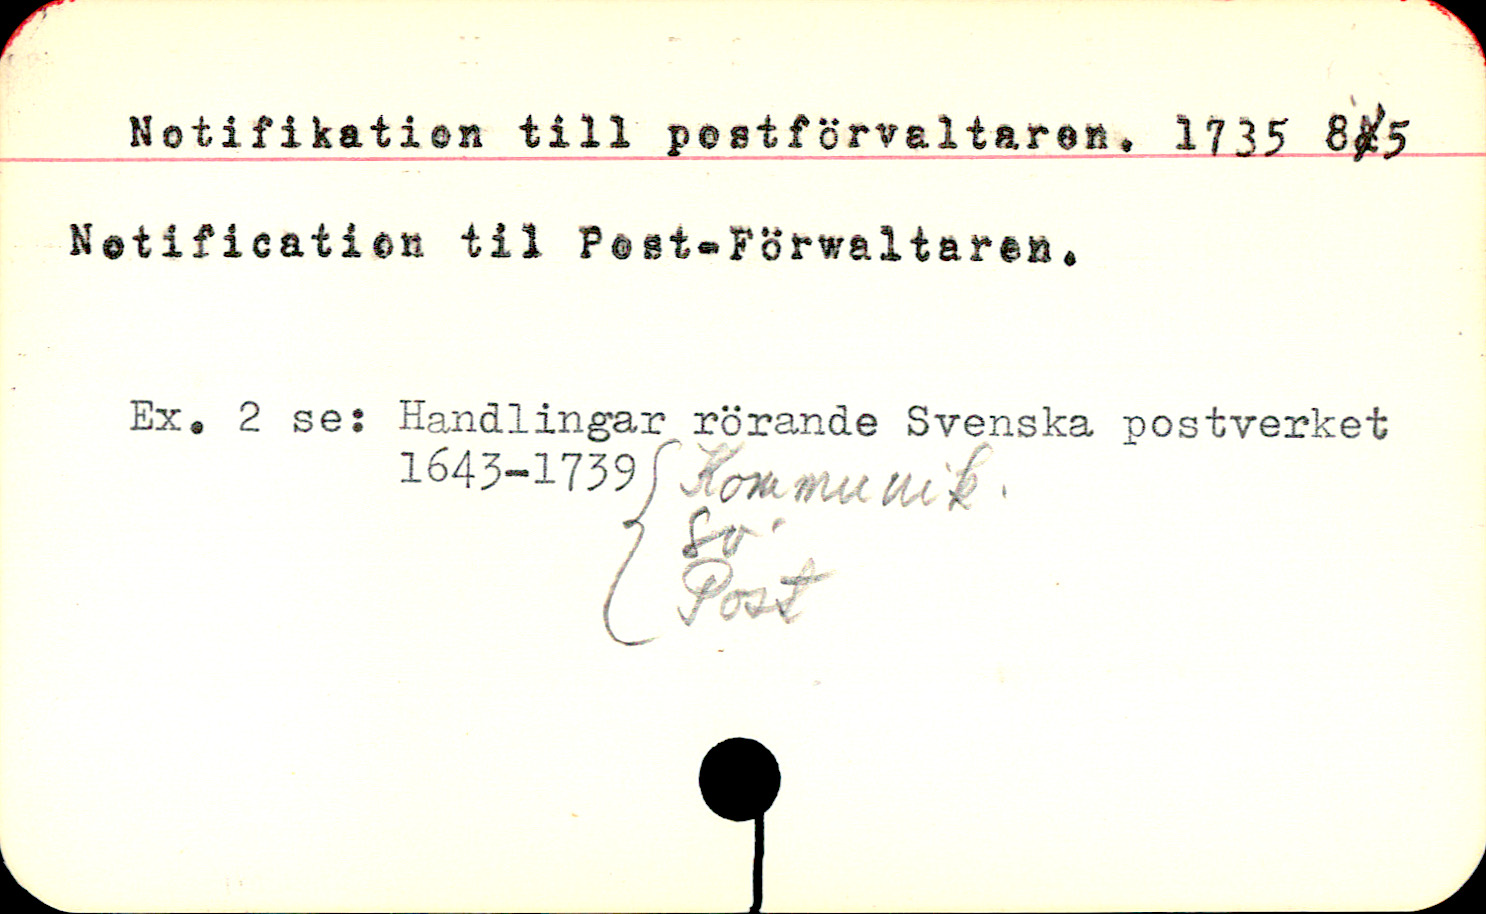 Notifikation till postförvaltaren. 1735 8/5
Notification til Post-Förwaltaren.
Ex. 2 se: Handlingar rörande Svenska postverket
1643-1739 { Kommunik.
Sv.
Post